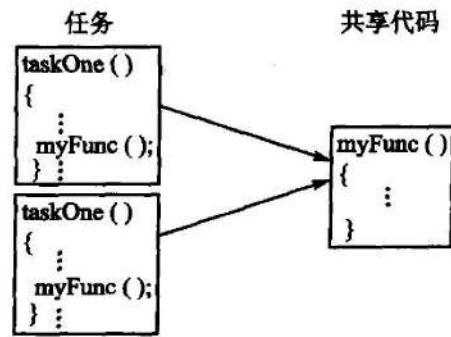 任务
共享代码
taskOne ( )
{
⋮
myFunc ( );
} ⋮
taskOne ( )
{
⋮
myFunc ( );
} ⋮
myFunc ( )
{
⋮
}